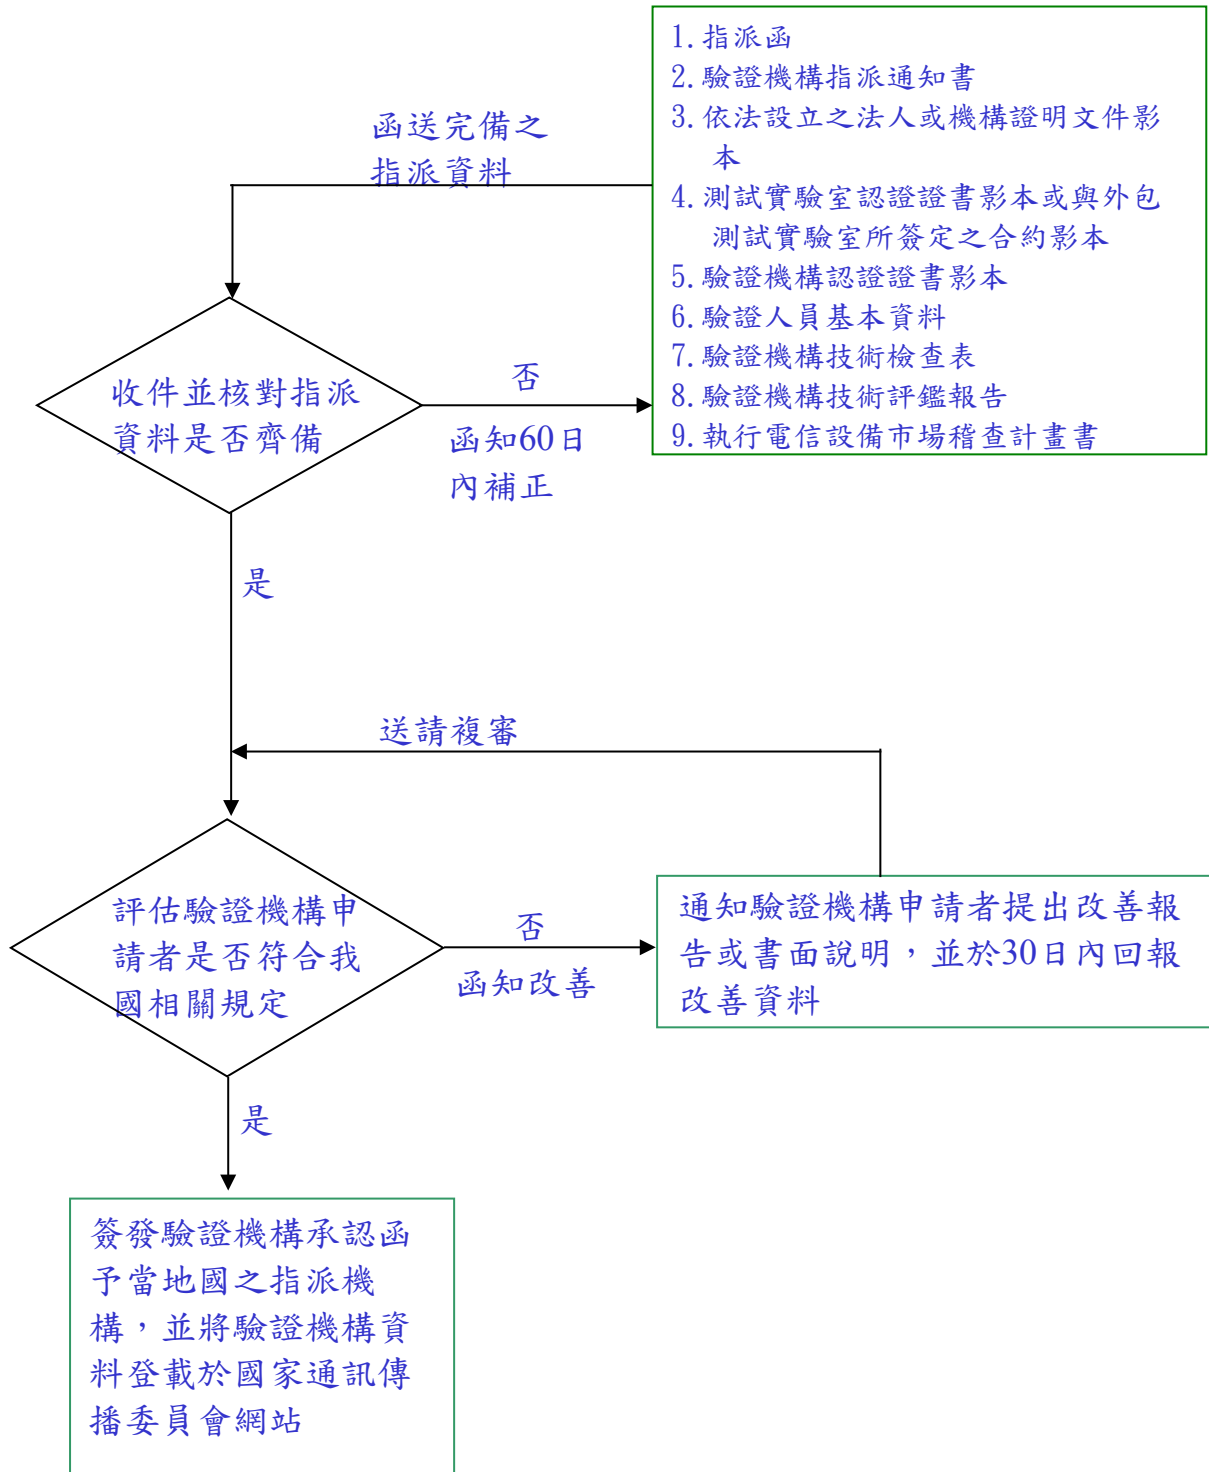 1.指派函
2.驗證機構指派通知書
3.依法設立之法人或機構證明文件影
本
4.測試實驗室認證證書影本或與外包
測試實驗室所簽定之合約影本
5.驗證機構認證證書影本
6.驗證人員基本資料
7.驗證機構技術檢查表
8.驗證機構技術評鑑報告
9.執行電信設備市場稽查計畫書
函送完備之
指派資料
收件並核對指派
資料是否齊備
否
函知60日
內補正
是
送請複審
評估驗證機構申
請者是否符合我
國相關規定
否
函知改善
通知驗證機構申請者提出改善報
告或書面說明，並於30日內回報
改善資料
是
簽發驗證機構承認函
予當地國之指派機
構，並將驗證機構資
料登載於國家通訊傳
播委員會網站